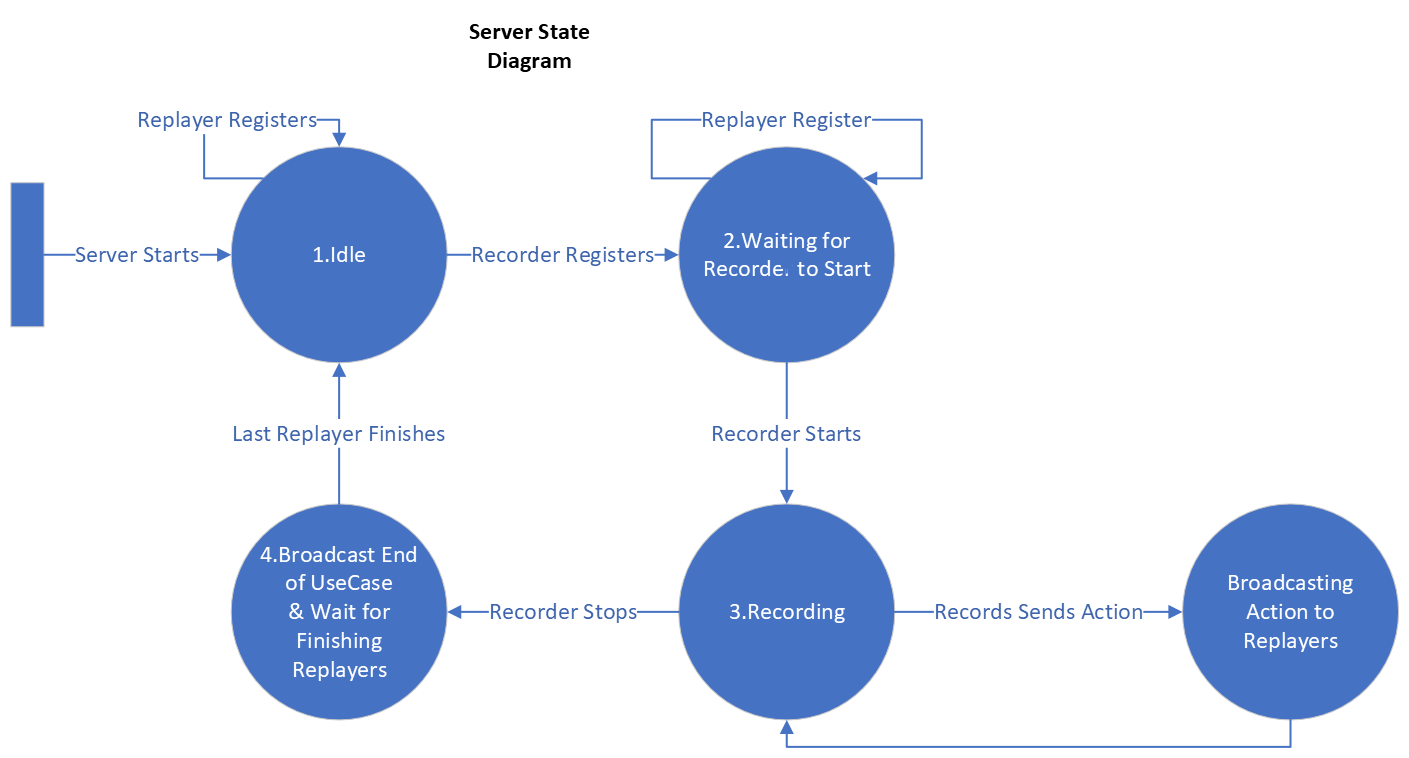 Server State
Diagram
Replayer Registers
Replayer Register
Server Starts
1.Idle
Recorder Registers
2.Waiting for
Recorder to Start
Last Replayer Finishes
Recorder Starts
4.Broadcast End
of UseCase
& Wait for
Finishing
Replayers
Recorder Stops
3.Recording
Records Sends Action
Broadcasting
Action to
Replayers